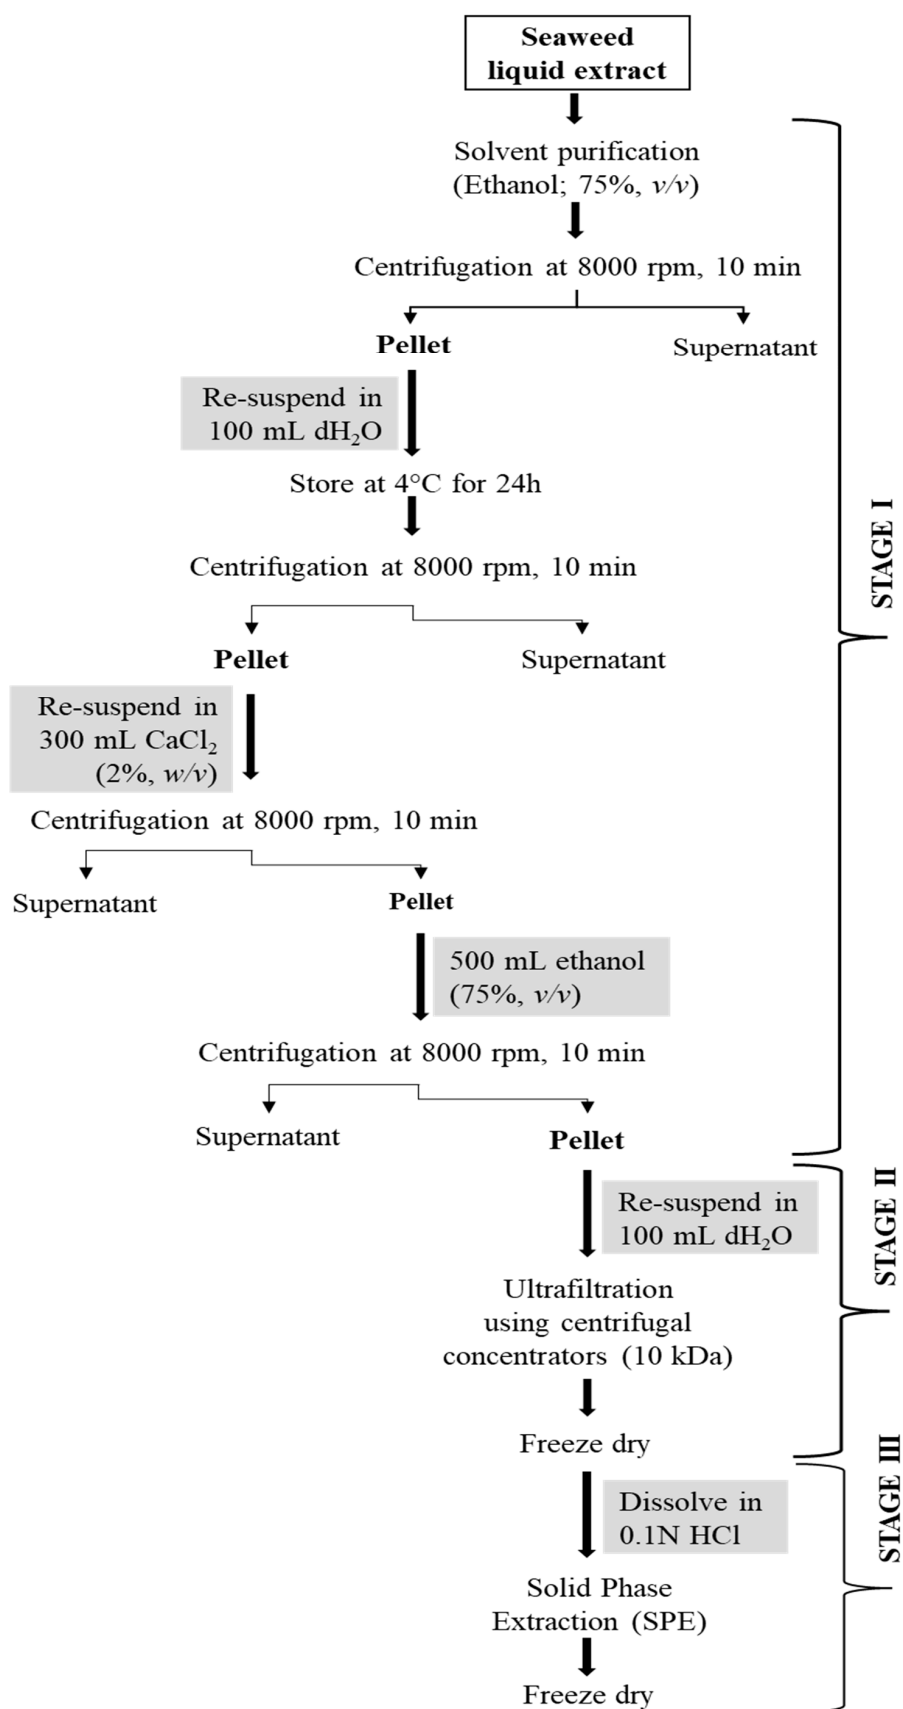 Seaweed
liquid extract
Solvent purification
(Ethanol; 75%, v/v)
Centrifugation at 8000 rpm, 10 min
Pellet
Supernatant
Re-suspend in
100 mL dH₂O
Store at 4°C for 24h
Centrifugation at 8000 rpm, 10 min
Pellet
Supernatant
Re-suspend in
300 mL CaCl₂
(2%, w/v)
Centrifugation at 8000 rpm, 10 min
Supernatant
Pellet
500 mL ethanol
(75%, v/v)
Centrifugation at 8000 rpm, 10 min
Supernatant
Pellet
STAGE I
Re-suspend in
100 mL dH₂O
Ultrafiltration
using centrifugal
concentrators (10 kDa)
Freeze dry
STAGE II
Dissolve in
0.1N HCl
Solid Phase
Extraction (SPE)
Freeze dry
STAGE III